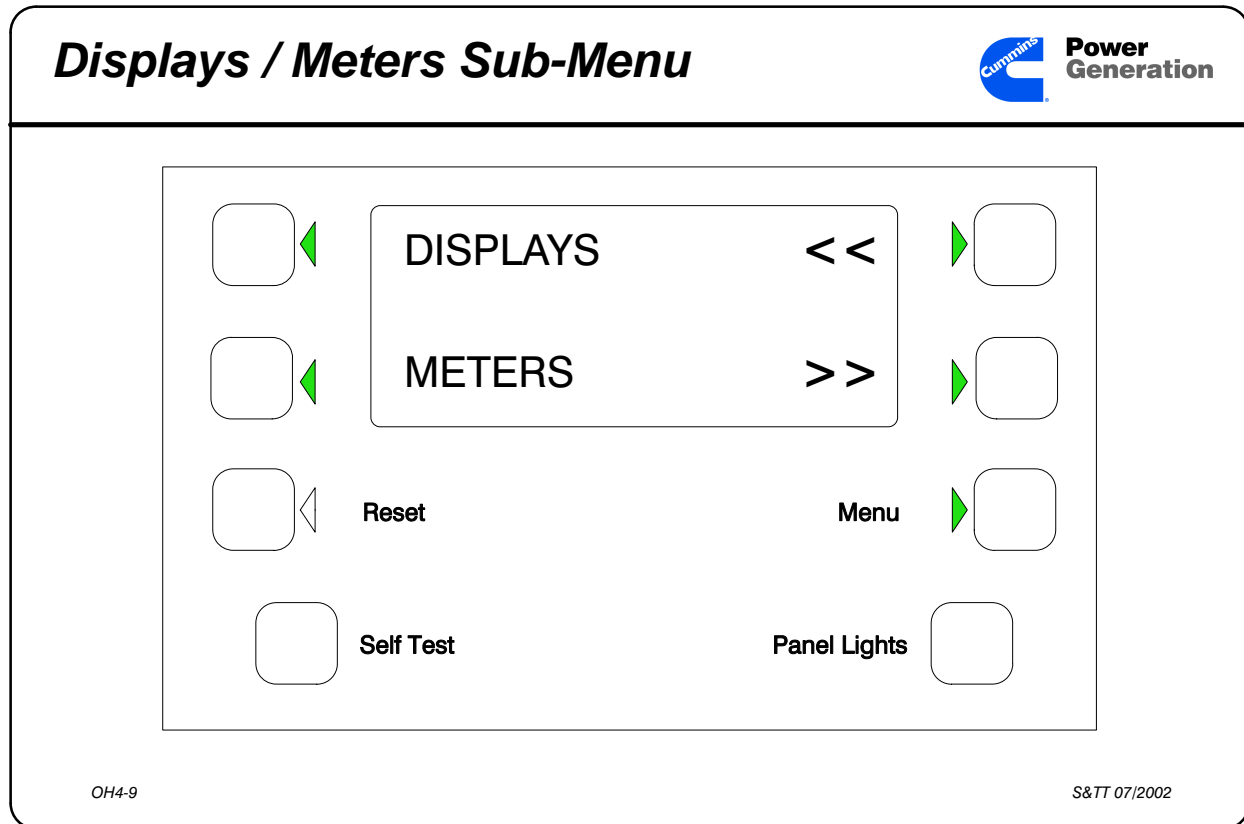 Displays / Meters Sub-Menu
Cummins
Power
Generation
DISPLAYS <<
METERS >>
Reset Menu
Self Test Panel Lights
OH4-9 S&TT 07/2002